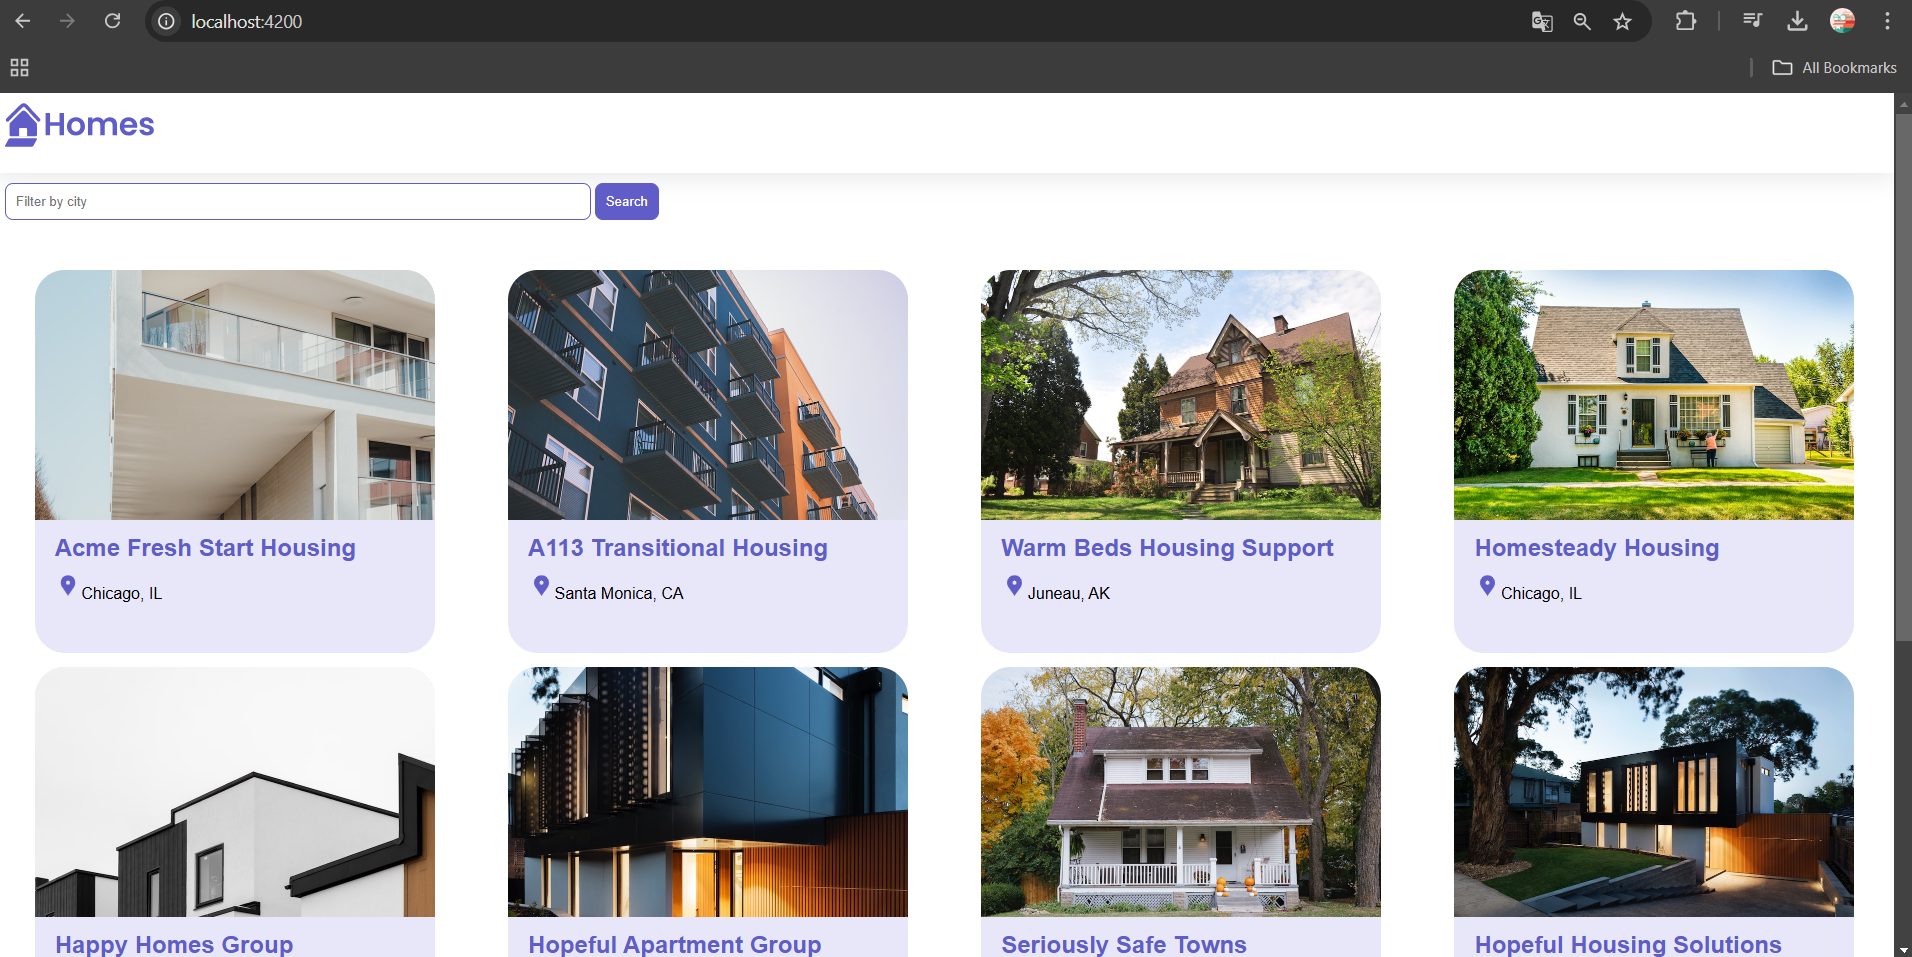 localhost:4200
All Bookmarks
Homes
Filter by city
Search
Acme Fresh Start Housing
Chicago, IL
A113 Transitional Housing
Santa Monica, CA
Warm Beds Housing Support
Juneau, AK
Homesteady Housing
Chicago, IL
Happy Homes Group
Hopeful Apartment Group
Seriously Safe Towns
Hopeful Housing Solutions